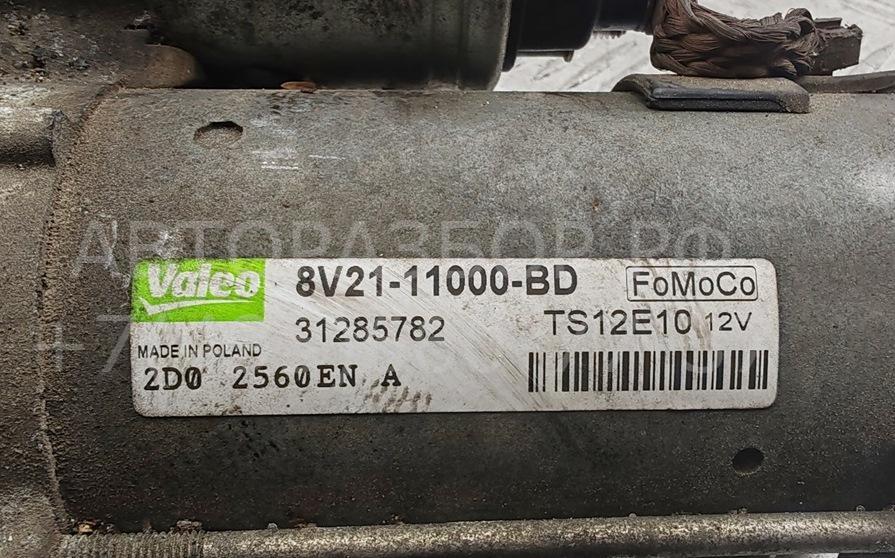 АВТОРАЗБОР.РФ
Valeo
8V21-11000-BD
FoMoCo
31285782
TS12E10 12V
MADE IN POLAND
2D0 2560EN A